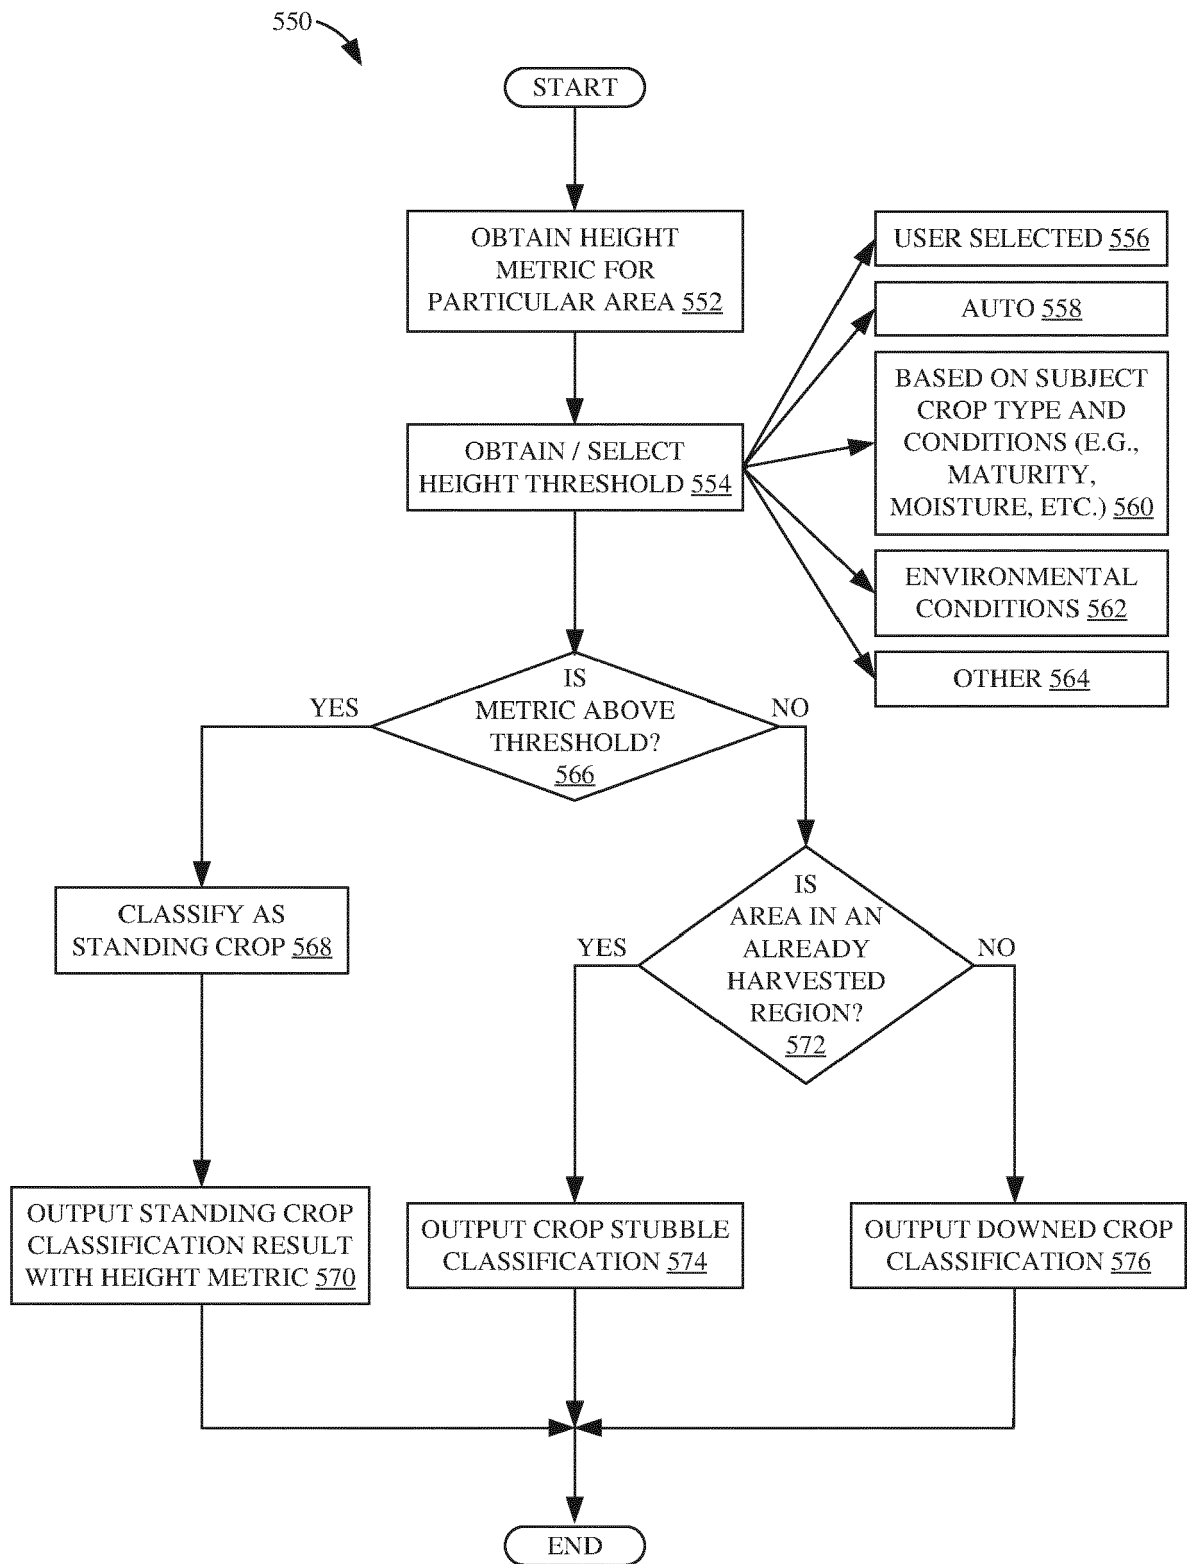 550
START
OBTAIN HEIGHT
METRIC FOR
PARTICULAR AREA 552
OBTAIN / SELECT
HEIGHT THRESHOLD 554
USER SELECTED 556
AUTO 558
BASED ON SUBJECT
CROP TYPE AND
CONDITIONS (E.G.,
MATURITY,
MOISTURE, ETC.) 560
ENVIRONMENTAL
CONDITIONS 562
OTHER 564
IS
METRIC ABOVE
THRESHOLD?
566
YES
NO
CLASSIFY AS
STANDING CROP 568
IS
AREA IN AN
ALREADY
HARVESTED
REGION?
572
YES
NO
OUTPUT STANDING CROP
CLASSIFICATION RESULT
WITH HEIGHT METRIC 570
OUTPUT CROP STUBBLE
CLASSIFICATION 574
OUTPUT DOWNED CROP
CLASSIFICATION 576
END